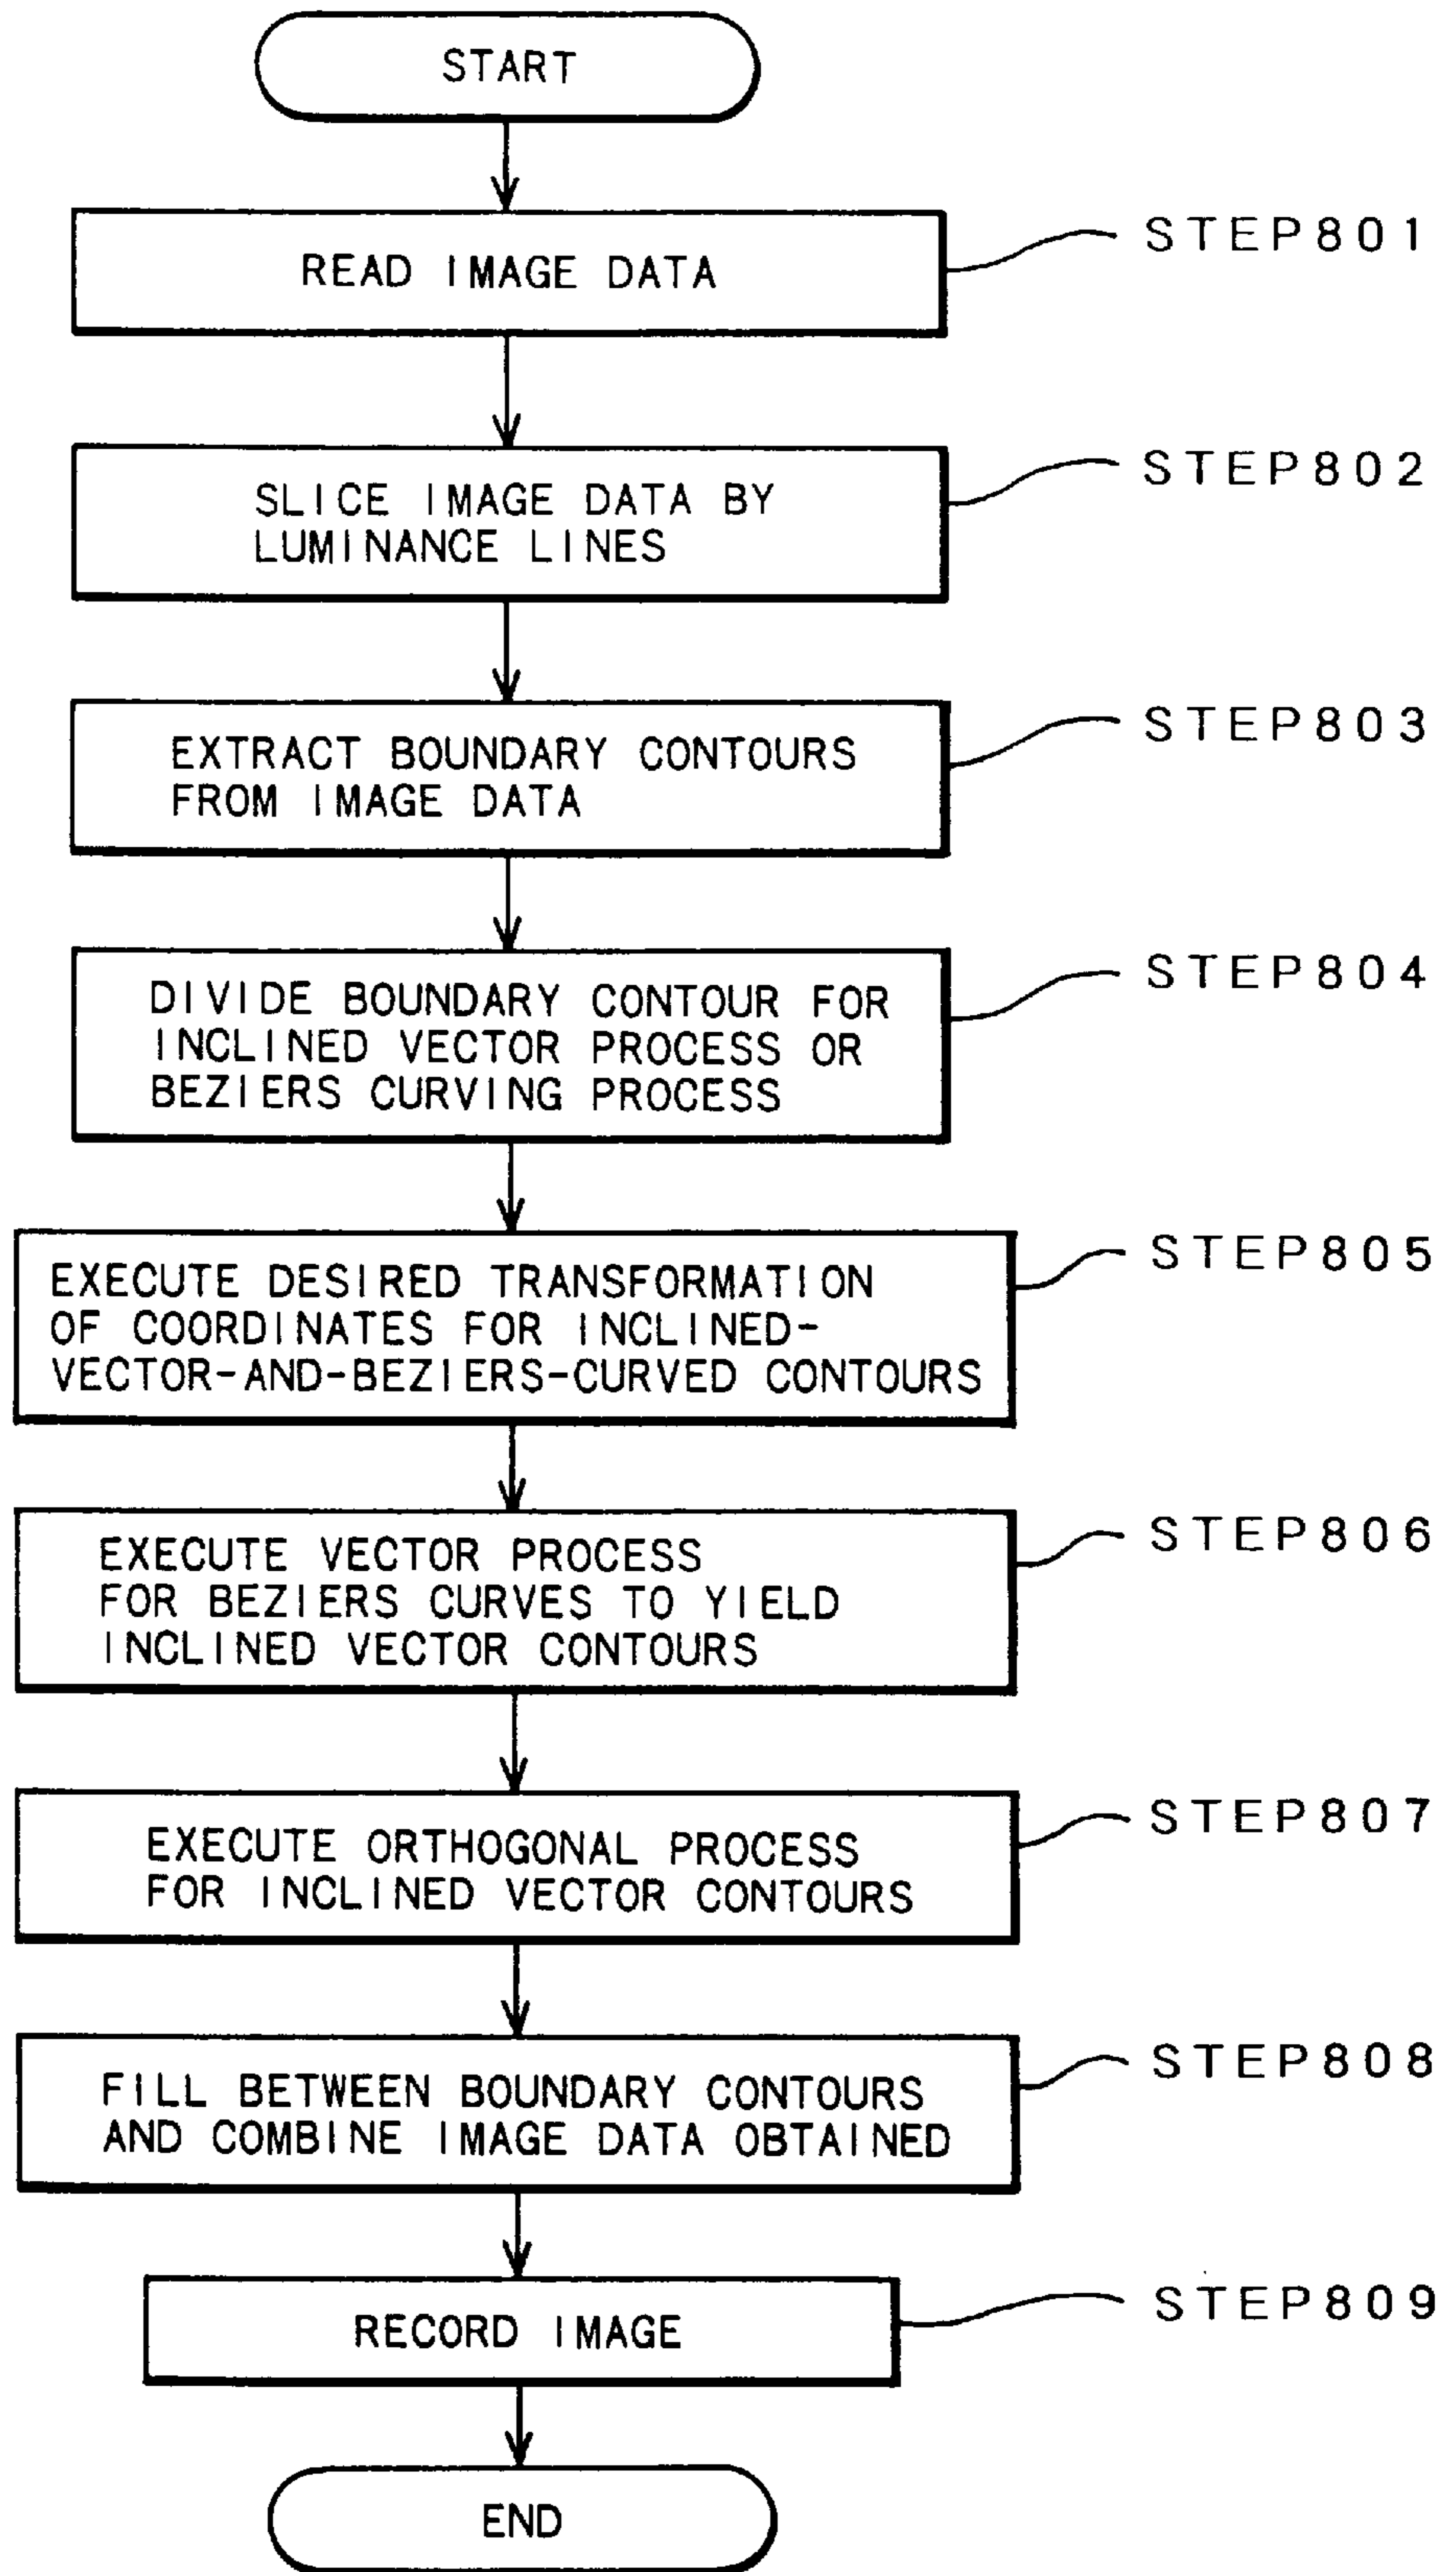 START
READ IMAGE DATA
STEP801
SLICE IMAGE DATA BY
LUMINANCE LINES
STEP802
EXTRACT BOUNDARY CONTOURS
FROM IMAGE DATA
STEP803
DIVIDE BOUNDARY CONTOUR FOR
INCLINED VECTOR PROCESS OR
BEZIERS CURVING PROCESS
STEP804
EXECUTE DESIRED TRANSFORMATION
OF COORDINATES FOR INCLINED-
VECTOR-AND-BEZIERS-CURVED CONTOURS
STEP805
EXECUTE VECTOR PROCESS
FOR BEZIERS CURVES TO YIELD
INCLINED VECTOR CONTOURS
STEP806
EXECUTE ORTHOGONAL PROCESS
FOR INCLINED VECTOR CONTOURS
STEP807
FILL BETWEEN BOUNDARY CONTOURS
AND COMBINE IMAGE DATA OBTAINED
STEP808
RECORD IMAGE
STEP809
END